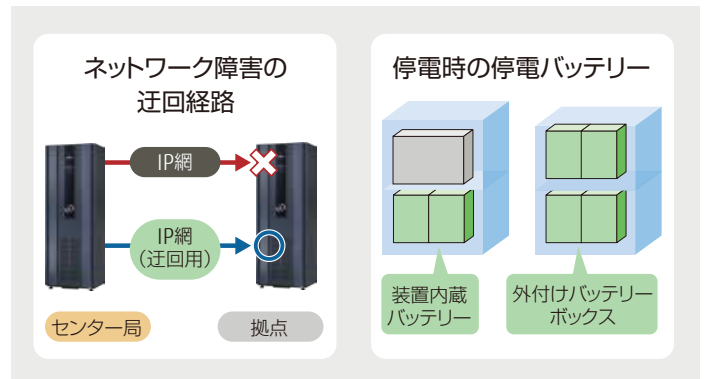 ネットワーク障害の
迂回経路
IP網
IP網
（迂回用）
センター局
拠点
停電時の停電バッテリー
装置内蔵
バッテリー
外付けバッテリー
ボックス